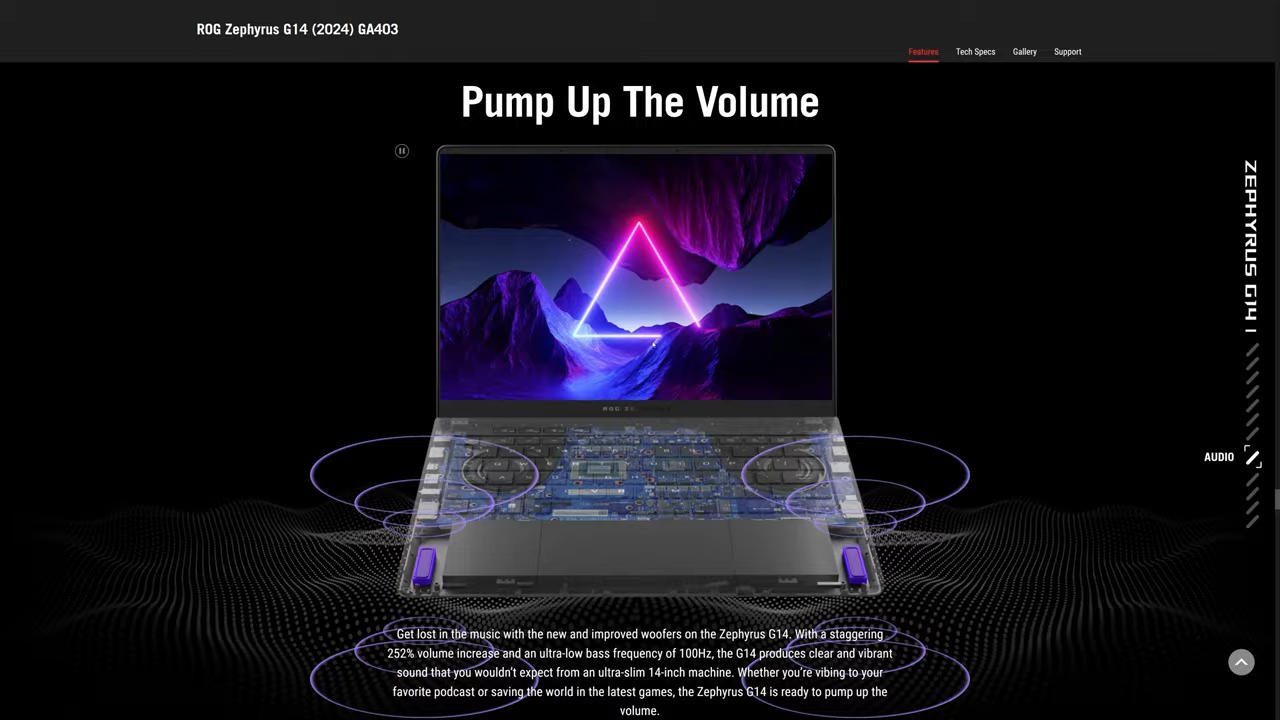 ROG Zephyrus G14 (2024) GA403
Features
Tech Specs
Gallery
Support
Pump Up The Volume
ZEPHYRUS G14
AUDIO
Get lost in the music with the new and improved woofers on the Zephyrus G14. With a staggering
252% volume increase and an ultra-low bass frequency of 100Hz, the G14 produces clear and vibrant
sound that you wouldn't expect from an ultra-slim 14-inch machine. Whether you're vibing to your
favorite podcast or saving the world in the latest games, the Zephyrus G14 is ready to pump up the
volume.